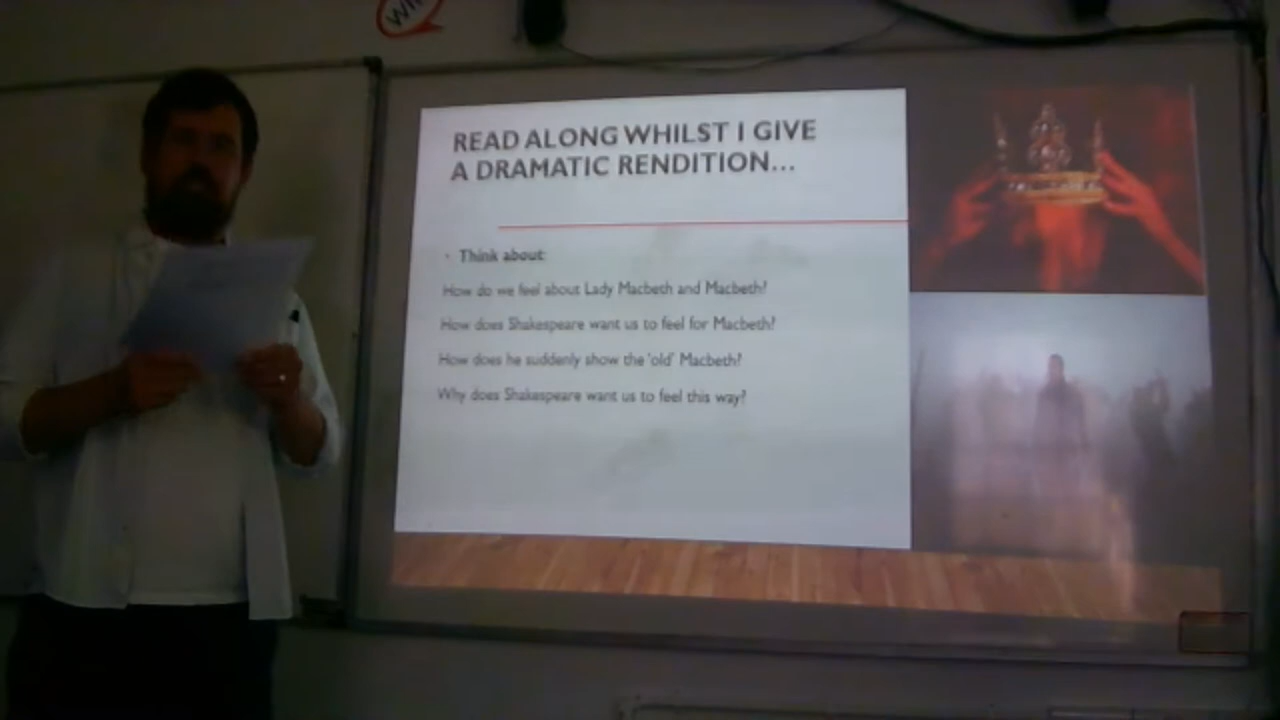 READ ALONG WHILST I GIVE
A DRAMATIC RENDITION...
• Think about:
How do we feel about Lady Macbeth and Macbeth?
How does Shakespeare want us to feel for Macbeth?
How does he suddenly show the 'old' Macbeth?
Why does Shakespeare want us to feel this way?